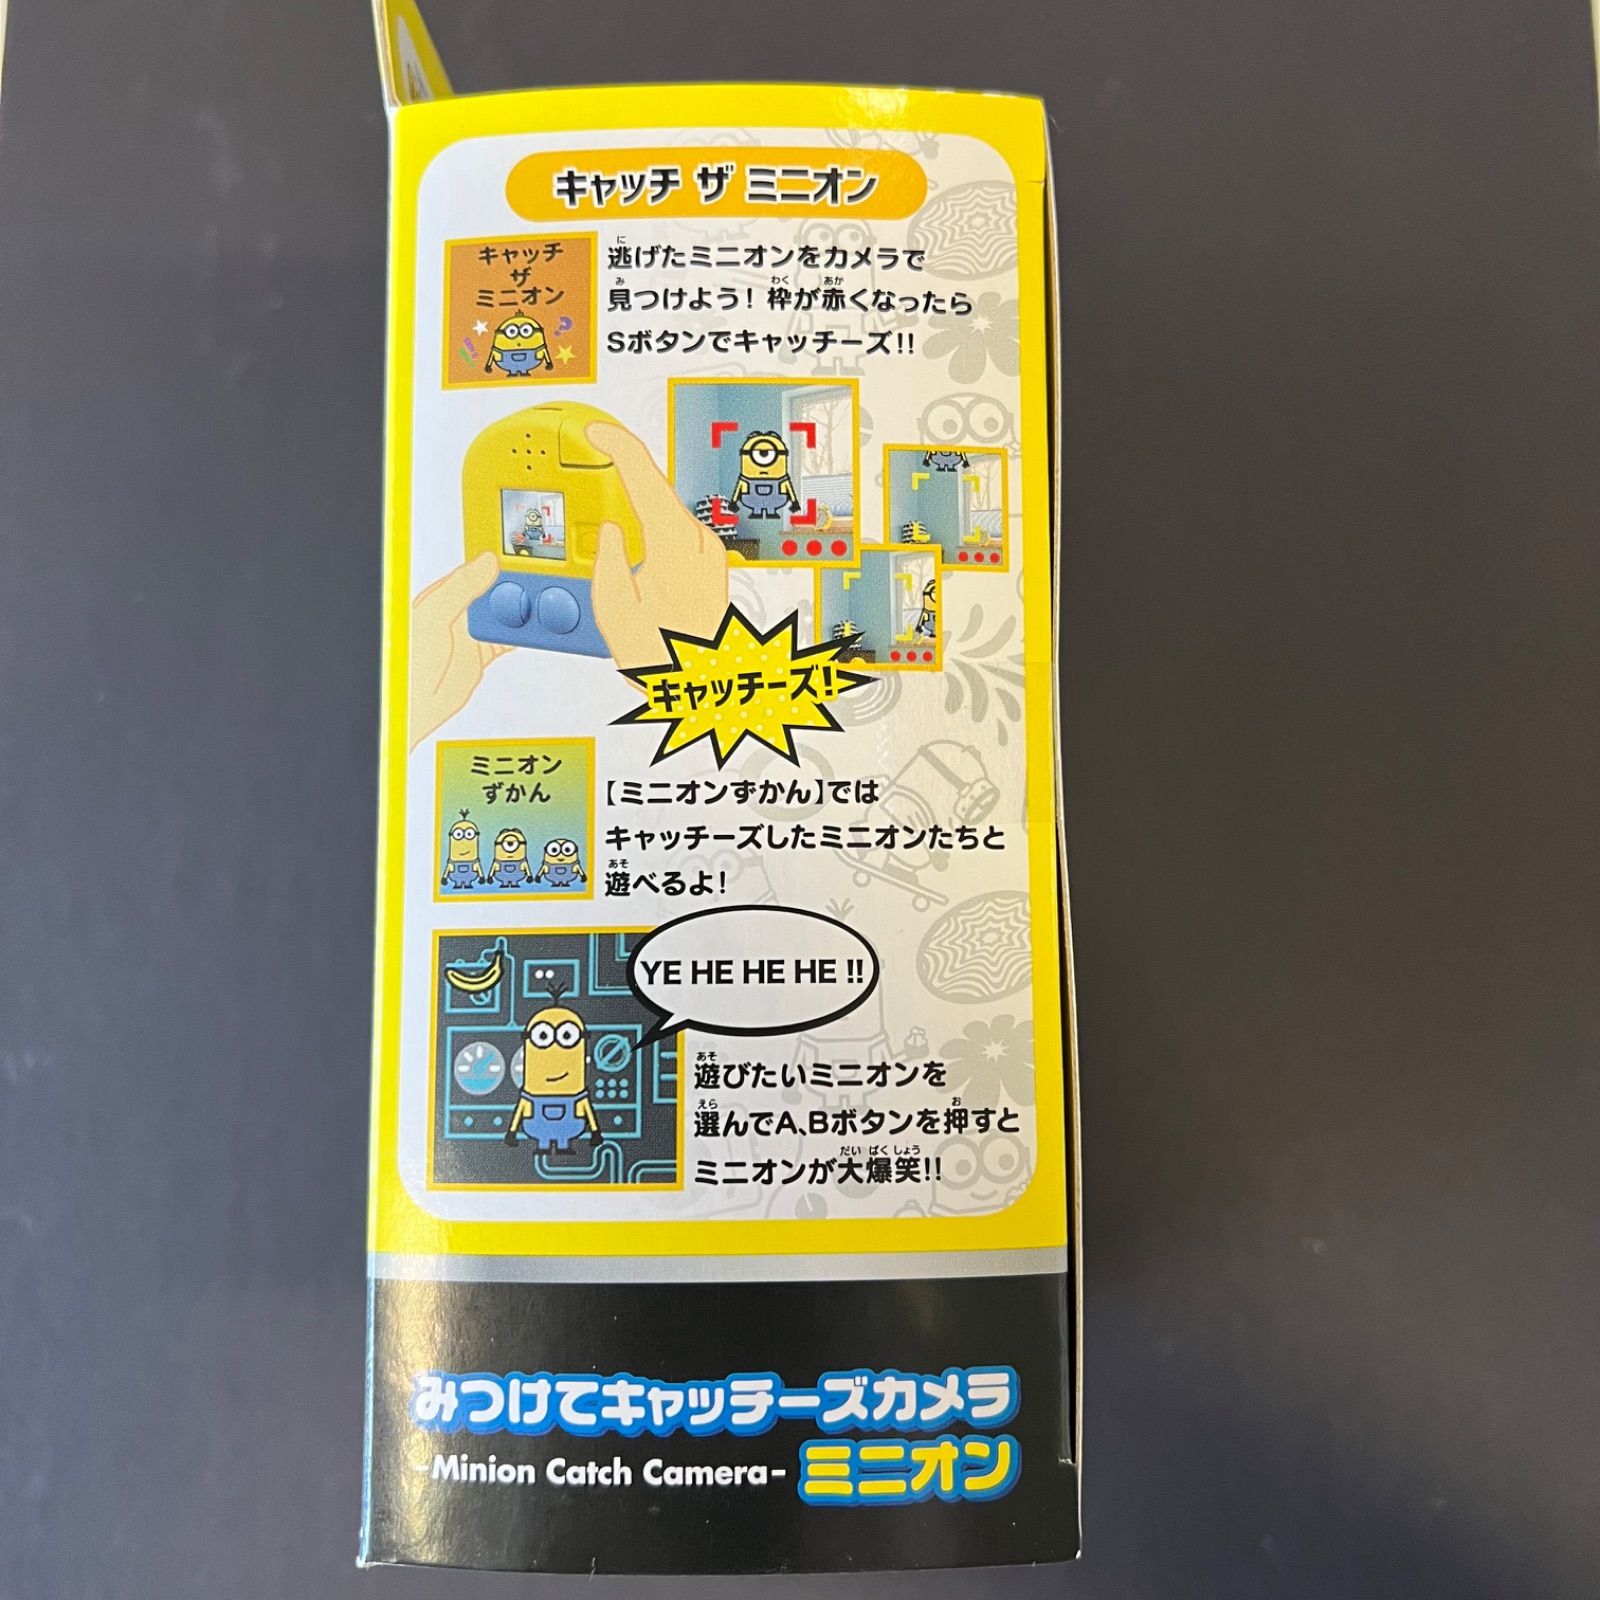 キャッチ ザ ミニオン
キャッチ
ザ
ミニオン
逃げたミニオンをカメラで
見つけよう! 枠が赤くなったら
Sボタンでキャッチーズ!!
キャッチーズ!
ミニオン
ずかん
【ミニオンずかん】では
キャッチーズしたミニオンたちと
遊べるよ!
YE HE HE HE !!
遊びたいミニオンを
選んでA、Bボタンを押すと
ミニオンが大爆笑!!
みつけてキャッチーズカメラ
-Minion Catch Camera- ミニオン